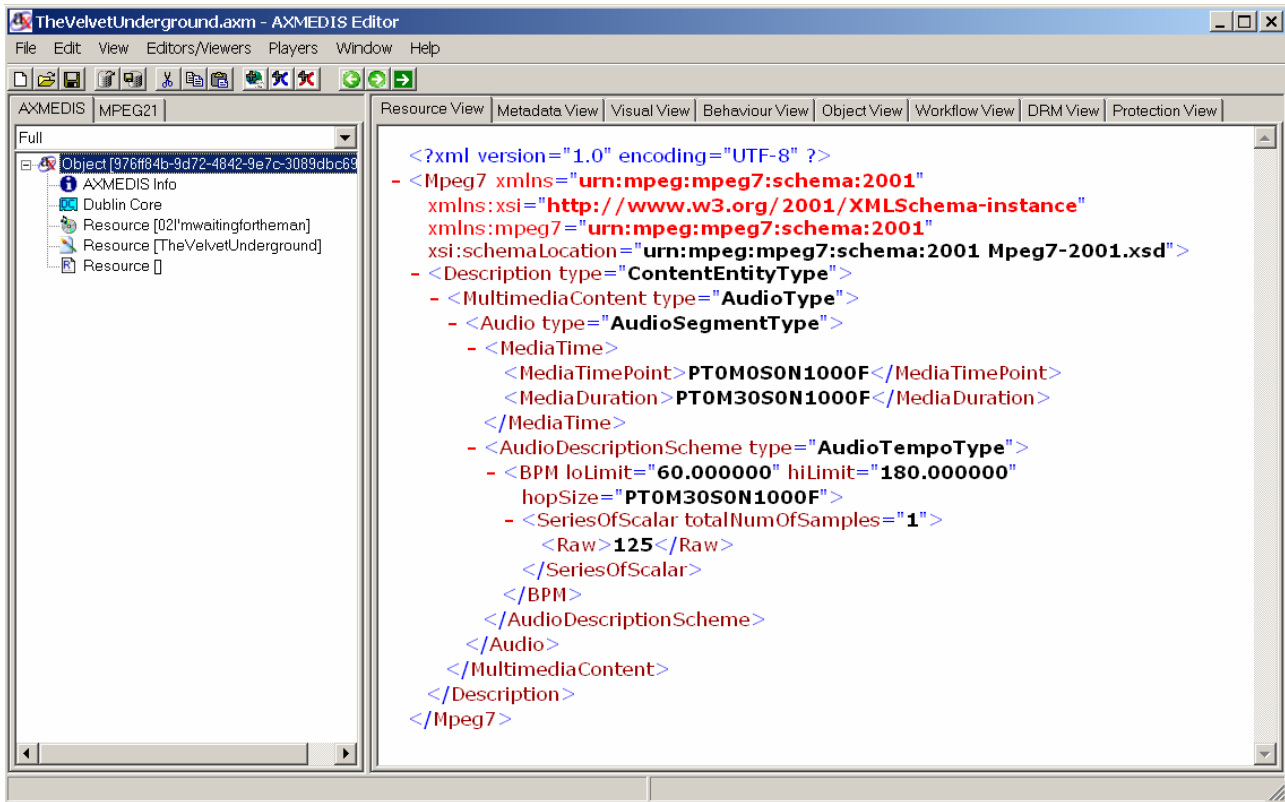 TheVelvetUnderground.axm - AXMEDIS Editor
File Edit View Editors/Viewers Players Window Help
AXMEDIS MPEG21
Full
Object [976ff84b-9d72-4842-9e7c-3089dbc69
AXMEDIS Info
Dublin Core
Resource [02I'mwaitingfortheman]
Resource [TheVelvetUnderground]
Resource []
Resource View Metadata View Visual View Behaviour View Object View Workflow View DRM View Protection View
<?xml version="1.0" encoding="UTF-8" ?>
- <Mpeg7 xmlns="urn:mpeg:mpeg7:schema:2001"
xmlns:xsi="http://www.w3.org/2001/XMLSchema-instance"
xmlns:mpeg7="urn:mpeg:mpeg7:schema:2001"
xsi:schemaLocation="urn:mpeg:mpeg7:schema:2001 Mpeg7-2001.xsd">
- <Description type="ContentEntityType">
- <MultimediaContent type="AudioType">
- <Audio type="AudioSegmentType">
- <MediaTime>
<MediaTimePoint>PT0M0S0N1000F</MediaTimePoint>
<MediaDuration>PT0M30S0N1000F</MediaDuration>
</MediaTime>
- <AudioDescriptionScheme type="AudioTempoType">
- <BPM loLimit="60.000000" hiLimit="180.000000"
hopSize="PT0M30S0N1000F">
- <SeriesOfScalar totalNumOfSamples="1">
<Raw>125</Raw>
</SeriesOfScalar>
</BPM>
</AudioDescriptionScheme>
</Audio>
</MultimediaContent>
</Description>
</Mpeg7>